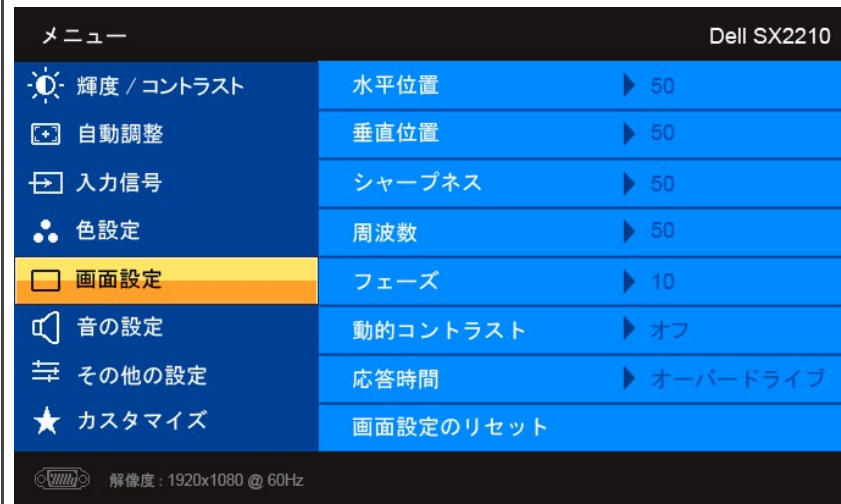 メニュー Dell SX2210
輝度 / コントラスト
自動調整
入力信号
色設定
画面設定
音の設定
その他の設定
カスタマイズ
水平位置 50
垂直位置 50
シャープネス 50
周波数 50
フェーズ 10
動的コントラスト オフ
応答時間 オーバードライブ
画面設定のリセット
解像度 : 1920x1080 @ 60Hz